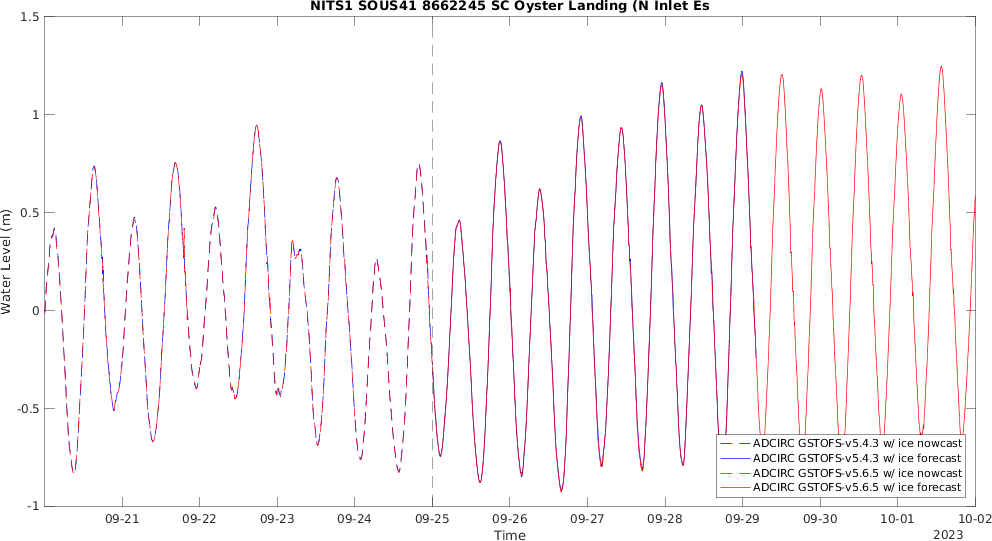 NITS1 SOUS41 8662245 SC Oyster Landing (N Inlet Es
1.5
1
0.5
0
-0.5
-1
Water Level (m)
ADCIRC GSTOFS-v5.4.3 w/ ice nowcast
ADCIRC GSTOFS-v5.4.3 w/ ice forecast
ADCIRC GSTOFS-v5.6.5 w/ ice nowcast
ADCIRC GSTOFS-v5.6.5 w/ ice forecast
09-21 09-22 09-23 09-24 09-25 09-26 09-27 09-28 09-29 09-30 10-01 10-02
Time
2023